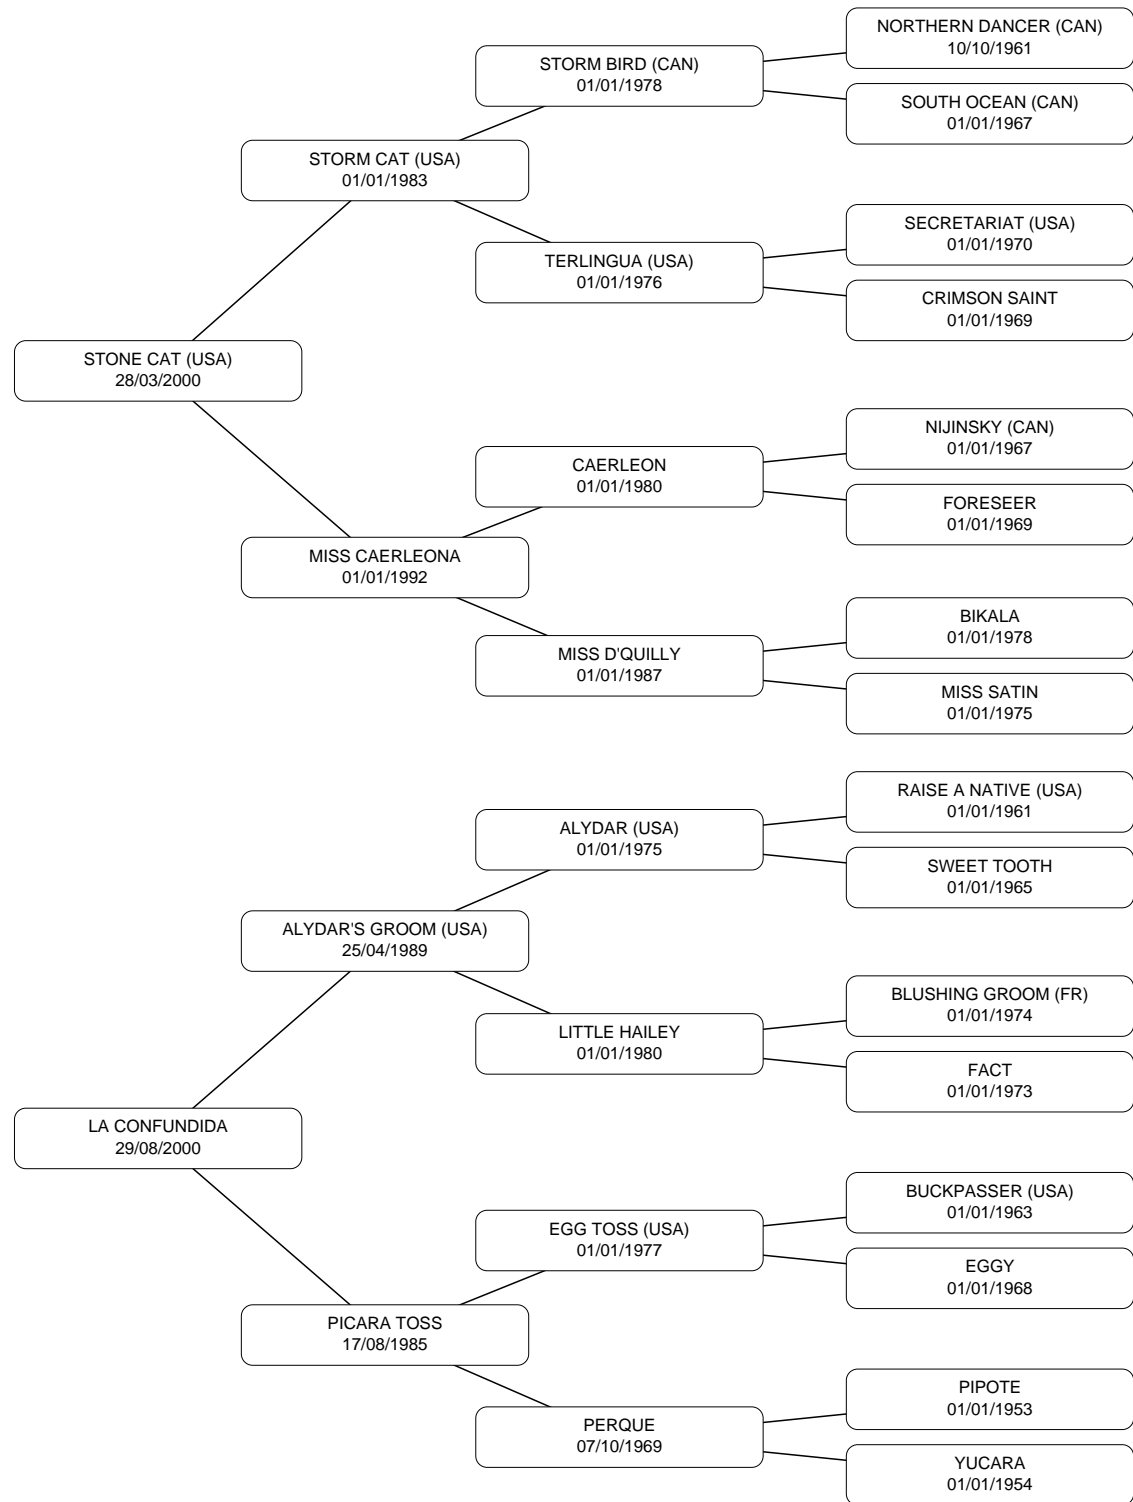 NORTHERN DANCER (CAN)
10/10/1961
STORM BIRD (CAN)
01/01/1978
SOUTH OCEAN (CAN)
01/01/1967
STORM CAT (USA)
01/01/1983
SECRETARIAT (USA)
01/01/1970
TERLINGUA (USA)
01/01/1976
CRIMSON SAINT
01/01/1969
STONE CAT (USA)
28/03/2000
NIJINSKY (CAN)
01/01/1967
CAERLEON
01/01/1980
FORESEER
01/01/1969
MISS CAERLEONA
01/01/1992
BIKALA
01/01/1978
MISS D'QUILLY
01/01/1987
MISS SATIN
01/01/1975
RAISE A NATIVE (USA)
01/01/1961
ALYDAR (USA)
01/01/1975
SWEET TOOTH
01/01/1965
ALYDAR'S GROOM (USA)
25/04/1989
BLUSHING GROOM (FR)
01/01/1974
LITTLE HAILEY
01/01/1980
FACT
01/01/1973
LA CONFUNDIDA
29/08/2000
BUCKPASSER (USA)
01/01/1963
EGG TOSS (USA)
01/01/1977
EGGY
01/01/1968
PICARA TOSS
17/08/1985
PIPOTE
01/01/1953
PERQUE
07/10/1969
YUCARA
01/01/1954